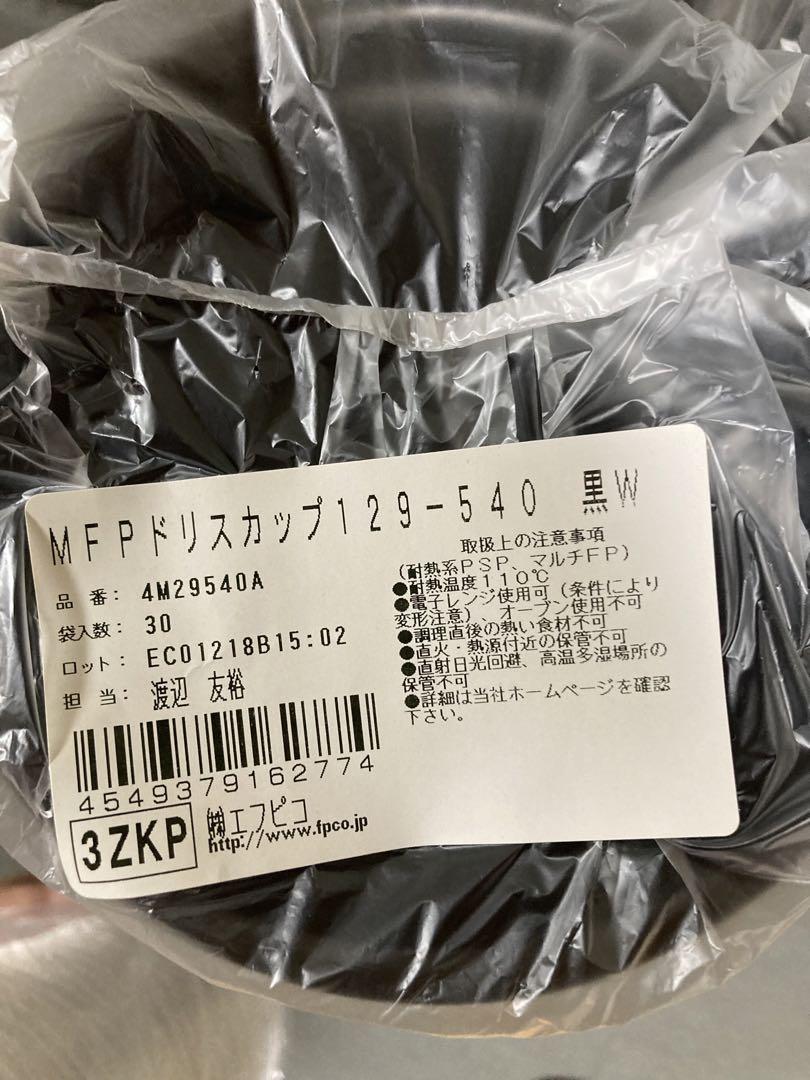 MFPドリスカップ129-540 黒W
品 番: 4M29540A
袋入数: 30
ロット: EC01218B15:02
担 当: 渡辺 友裕
4549379162774
3ZKP
㈱エフピコ
http://www.fpco.jp
取扱上の注意事項
(耐熱系PSP、マルチFP)
●耐熱温度110℃
●電子レンジ使用可(条件により
変形注意)、オーブン使用不可
●調理直後の熱い食材不可
●直火・熱源付近の保管不可
●直射日光回避、高温多湿場所の
保管不可
●詳細は当社ホームページを確認
下さい。